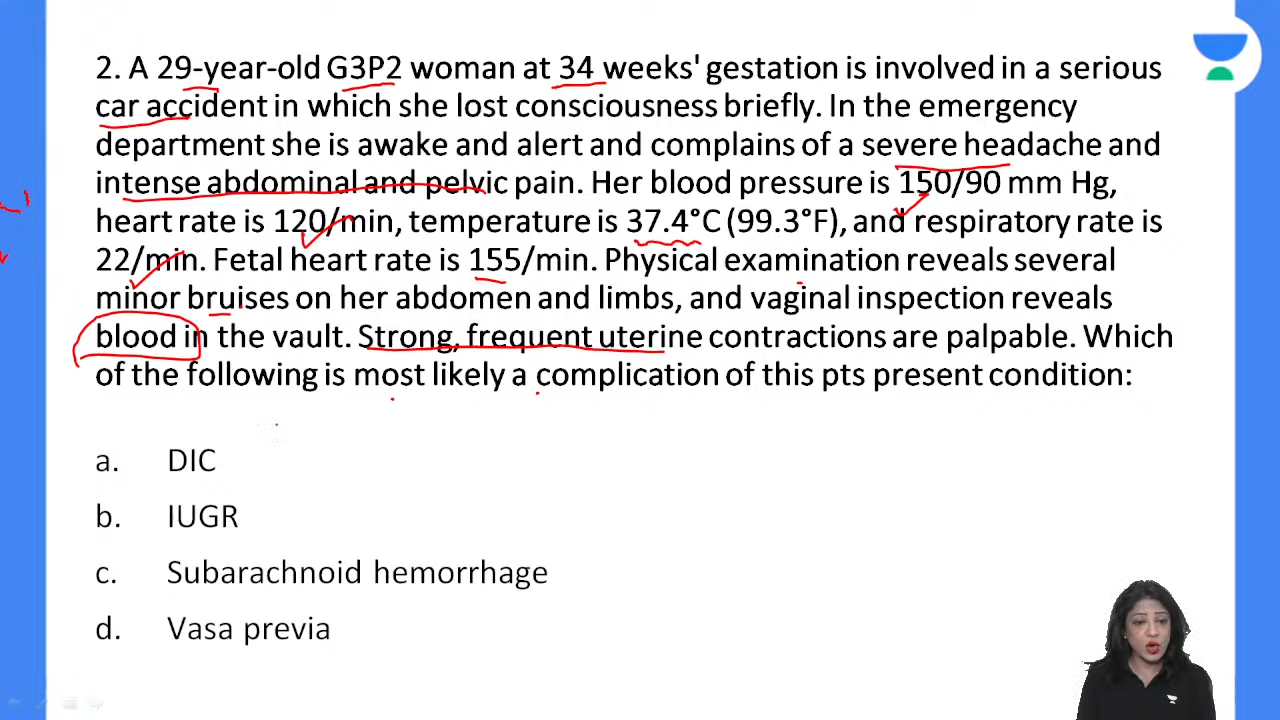 2. A 29-year-old G3P2 woman at 34 weeks' gestation is involved in a serious
car accident in which she lost consciousness briefly. In the emergency
department she is awake and alert and complains of a severe headache and
intense abdominal and pelvic pain. Her blood pressure is 150/90 mm Hg,
heart rate is 120/min, temperature is 37.4°C (99.3°F), and respiratory rate is
22/min. Fetal heart rate is 155/min. Physical examination reveals several
minor bruises on her abdomen and limbs, and vaginal inspection reveals
blood in the vault. Strong, frequent uterine contractions are palpable. Which
of the following is most likely a complication of this pts present condition:
a. DIC
b. IUGR
c. Subarachnoid hemorrhage
d. Vasa previa